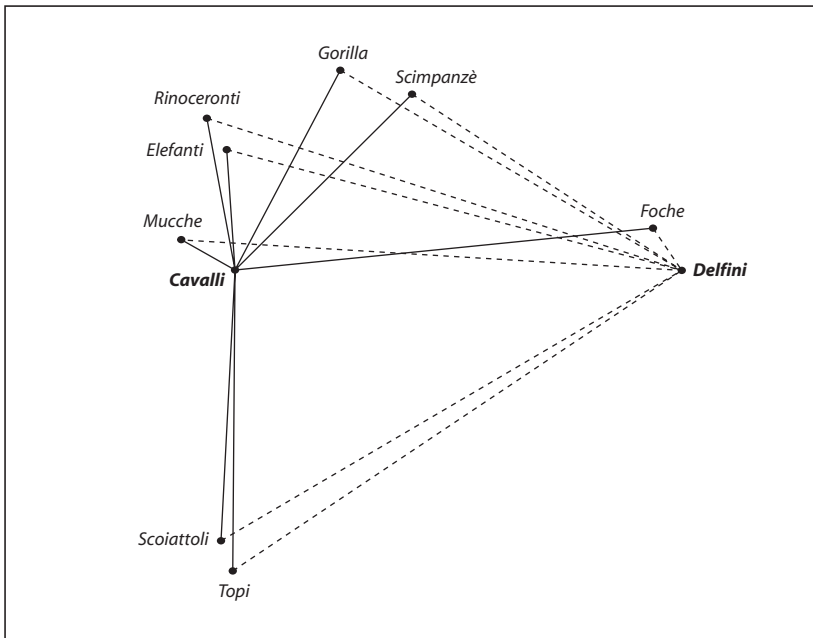 Gorilla
Scimpanzè
Rinoceronti
Elefanti
Foche
Mucche
Cavalli
Delfini
Scoiattoli
Topi